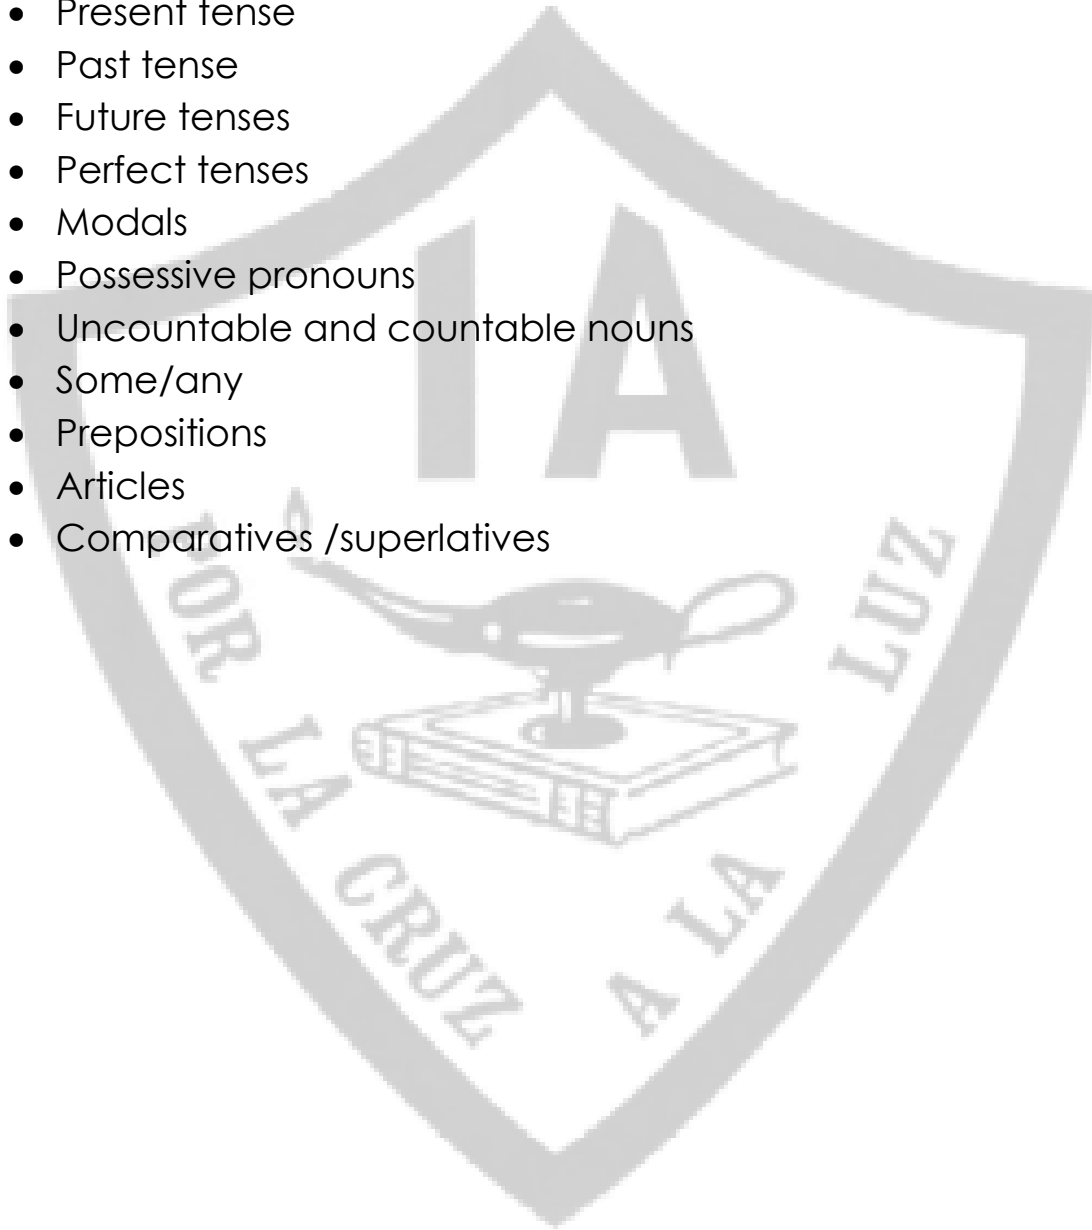 • Present tense
• Past tense
• Future tenses
• Perfect tenses
• Modals
• Possessive pronouns
• Uncountable and countable nouns
• Some/any
• Prepositions
• Articles
• Comparatives /superlatives
IA
POR LA CRUZ A LA LUZ